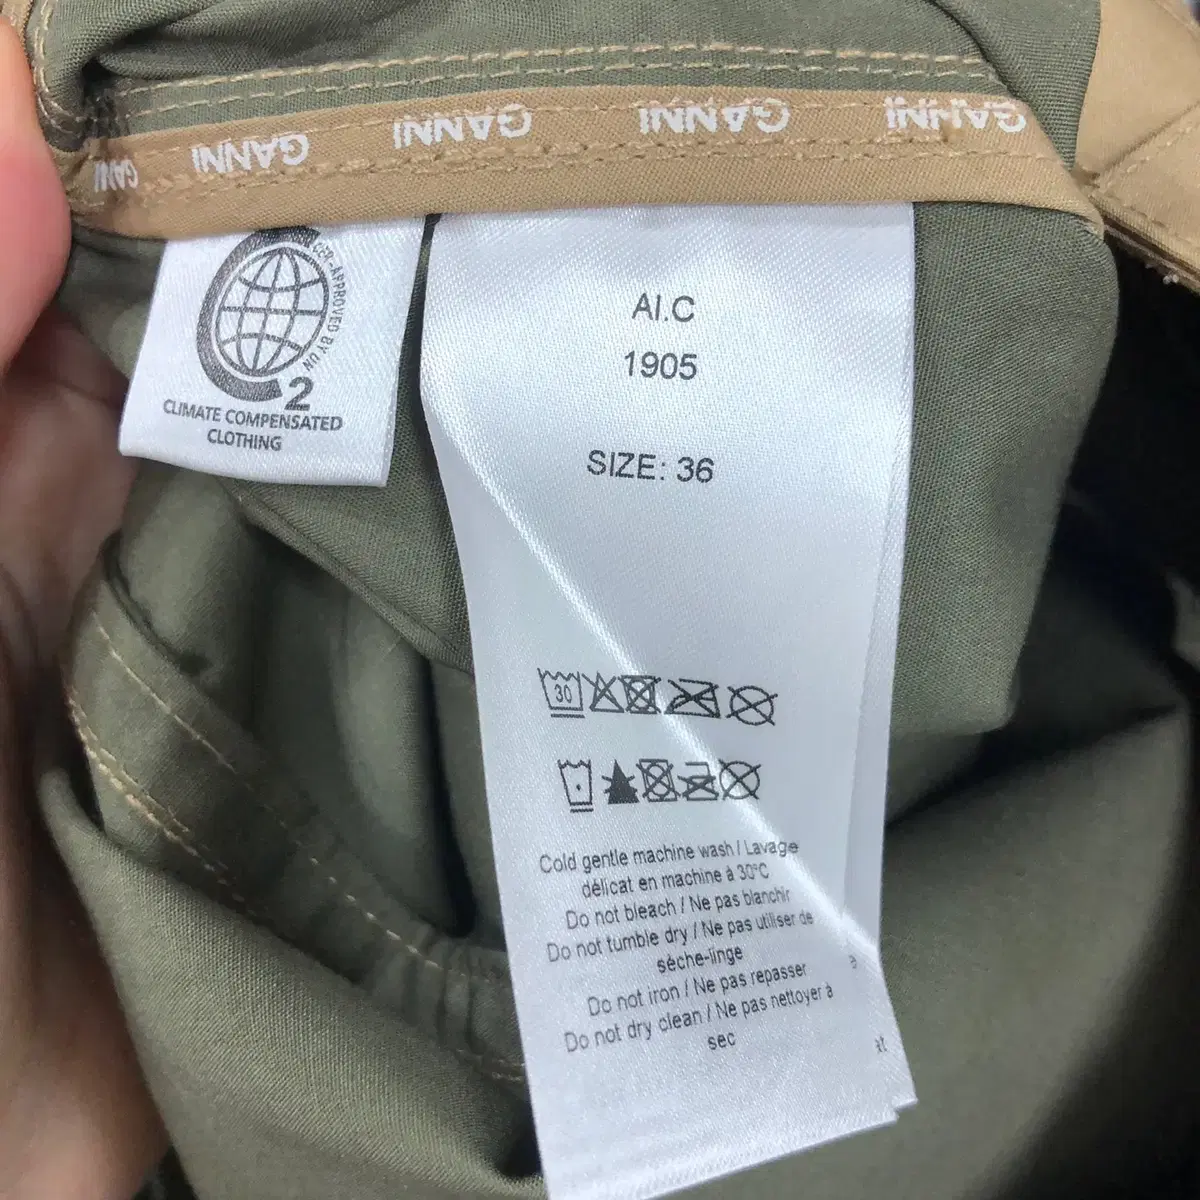 GANNI GANNI GANNI GANNI GANNI
CER-APPROVED BY UN
2
CLIMATE COMPENSATED
CLOTHING
AI.C
1905
SIZE: 36
30
Cold gentle machine wash / Lavage
délicat en machine à 30°C
Do not bleach / Ne pas blanchir
Do not tumble dry / Ne pas utiliser de
sèche-linge
Do not iron / Ne pas repasser
Do not dry clean / Ne pas nettoyer à
sec